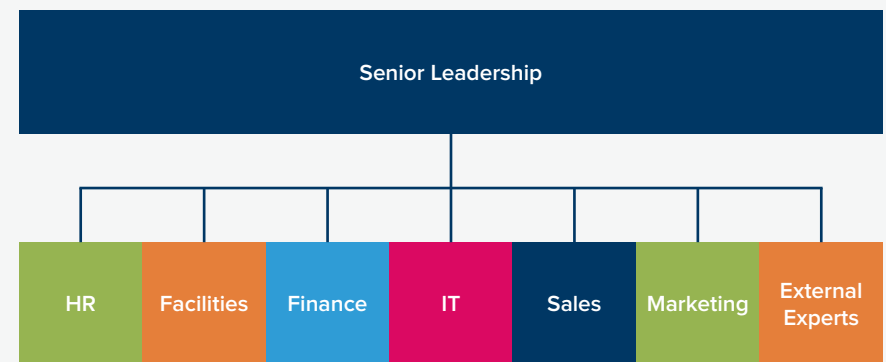 Senior Leadership
HR
Facilities
Finance
IT
Sales
Marketing
External
Experts